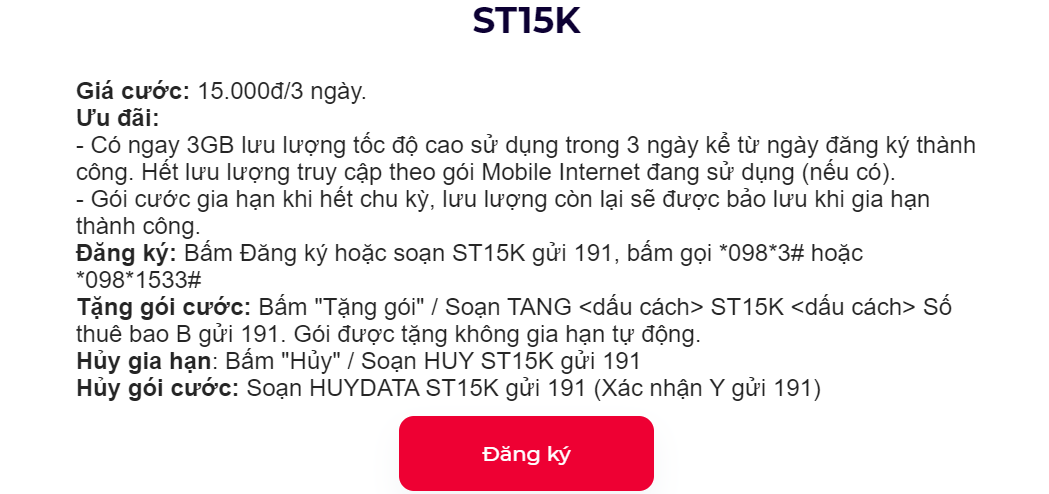 ST15K
Giá cước: 15.000đ/3 ngày.
Ưu đãi:
- Có ngay 3GB lưu lượng tốc độ cao sử dụng trong 3 ngày kể từ ngày đăng ký thành
công. Hết lưu lượng truy cập theo gói Mobile Internet đang sử dụng (nếu có).
- Gói cước gia hạn khi hết chu kỳ, lưu lượng còn lại sẽ được bảo lưu khi gia hạn
thành công.
Đăng ký: Bấm Đăng ký hoặc soạn ST15K gửi 191, bấm gọi *098*3# hoặc
*098*1533#
Tặng gói cước: Bấm "Tặng gói" / Soạn TANG <dấu cách> ST15K <dấu cách> Số
thuê bao B gửi 191. Gói được tặng không gia hạn tự động.
Hủy gia hạn: Bấm "Hủy" / Soạn HUY ST15K gửi 191
Hủy gói cước: Soạn HUYDATA ST15K gửi 191 (Xác nhận Y gửi 191)
Đăng ký